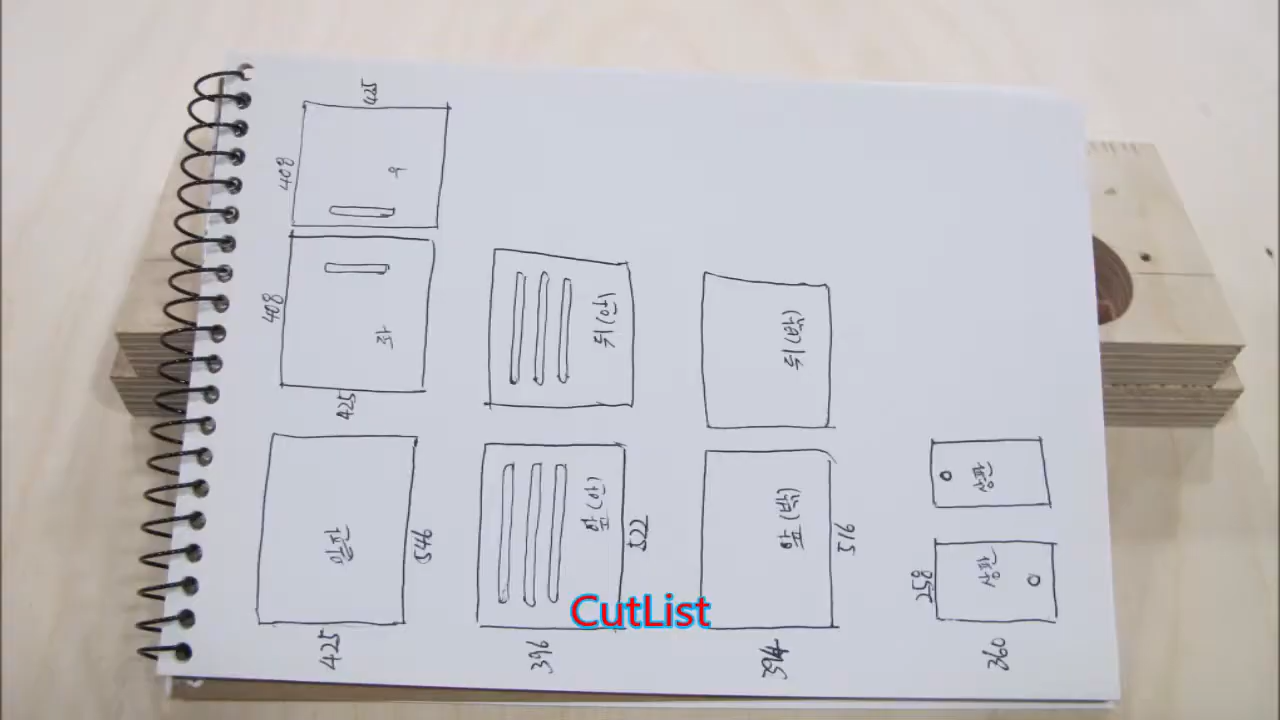 425
408
우
408
좌
425
밑판
546
425
뒤(안)
앞(안)
522
396
뒤(밖)
앞(밖)
516
394
상판
상판
258
360
CutList